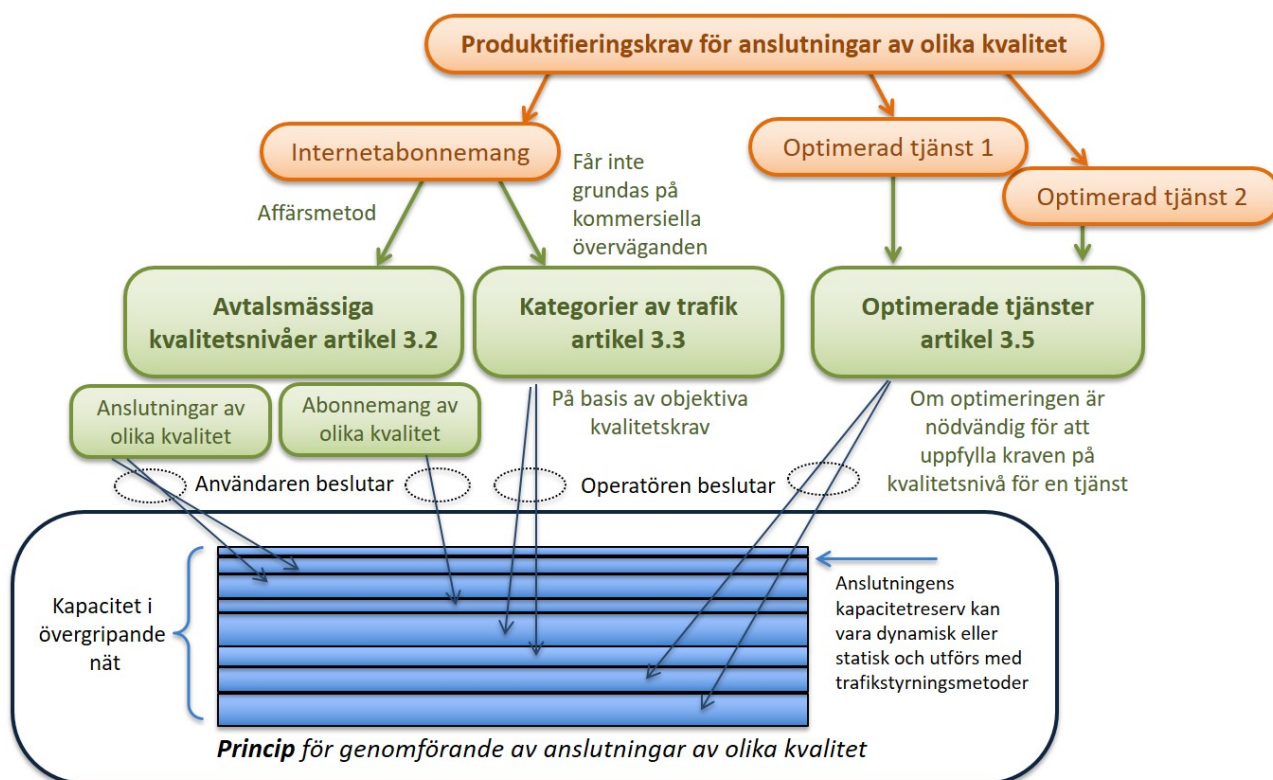 Produktifieringskrav för anslutningar av olika kvalitet
Internetabonnemang
Optimerad tjänst 1
Optimerad tjänst 2
Affärsmetod
Får inte
grundas på
kommersiella
överväganden
Avtalsmässiga
kvalitetsnivåer artikel 3.2
Kategorier av trafik
artikel 3.3
Optimerade tjänster
artikel 3.5
Anslutningar av
olika kvalitet
Abonnemang av
olika kvalitet
På basis av objektiva
kvalitetskrav
Om optimeringen är
nödvändig för att
uppfylla kraven på
kvalitetsnivå för en tjänst
Användaren beslutar
Operatören beslutar
Kapacitet i
övergripande
nät
Anslutningens
kapacitetreserv kan
vara dynamisk eller
statisk och utförs med
trafikstyrningsmetoder
Princip för genomförande av anslutningar av olika kvalitet